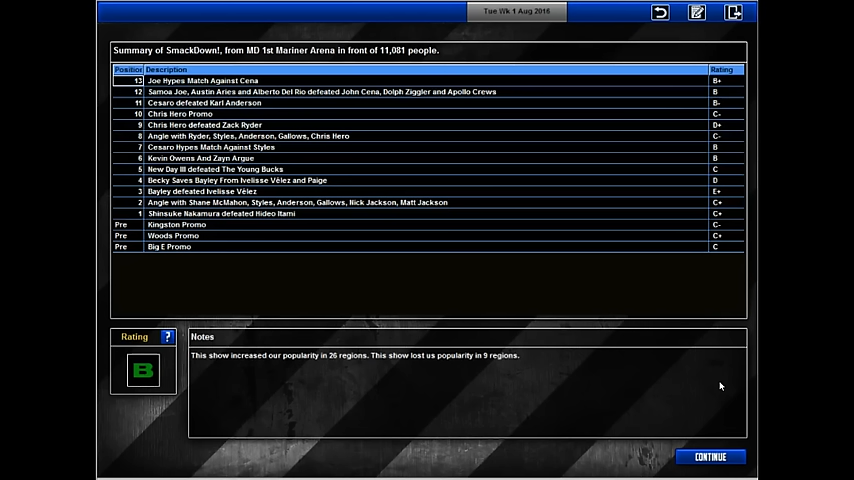 Tue Wk 1 Aug 2016
Summary of SmackDown!, from MD 1st Mariner Arena in front of 11,081 people.
Position Description Rating
13 Joe Hypes Match Against Cena B+
12 Samoa Joe, Austin Aries and Alberto Del Rio defeated John Cena, Dolph Ziggler and Apollo Crews B
11 Cesaro defeated Karl Anderson B-
10 Chris Hero Promo C-
9 Chris Hero defeated Zack Ryder D+
8 Angle with Ryder, Styles, Anderson, Gallows, Chris Hero C-
7 Cesaro Hypes Match Against Styles B
6 Kevin Owens And Zayn Argue B
5 New Day III defeated The Young Bucks C
4 Becky Saves Bayley From Ivelisse Vélez and Paige D
3 Bayley defeated Ivelisse Vélez E+
2 Angle with Shane McMahon, Styles, Anderson, Gallows, Nick Jackson, Matt Jackson C+
1 Shinsuke Nakamura defeated Hideo Itami C+
Pre Kingston Promo C-
Pre Woods Promo C+
Pre Big E Promo C
Rating ?
B
Notes
This show increased our popularity in 26 regions. This show lost us popularity in 9 regions.
CONTINUE